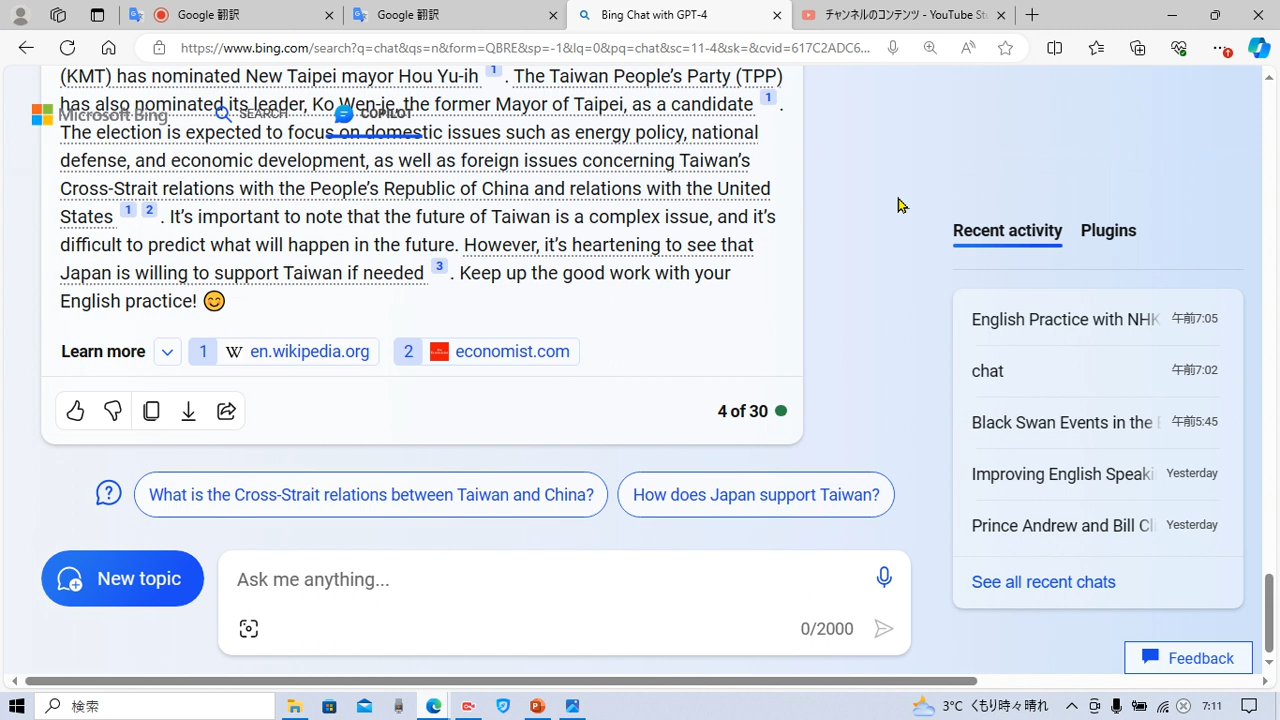 Google 翻訳
Google 翻訳
Bing Chat with GPT-4
チャンネルのコンテンツ - YouTube St
https://www.bing.com/search?q=chat&qs=n&form=QBRE&sp=-1&lq=0&pq=chat&sc=11-4&sk=&cvid=617C2ADC6...
(KMT) has nominated New Taipei mayor Hou Yu-ih 1 . The Taiwan People's Party (TPP)
has also nominated its leader, Ko Wen-je, the former Mayor of Taipei, as a candidate 1 .
Microsoft Bing
SEARCH
COPILOT
The election is expected to focus on domestic issues such as energy policy, national
defense, and economic development, as well as foreign issues concerning Taiwan's
Cross-Strait relations with the People's Republic of China and relations with the United
States 1 2 . It's important to note that the future of Taiwan is a complex issue, and it's
difficult to predict what will happen in the future. However, it's heartening to see that
Japan is willing to support Taiwan if needed 3 . Keep up the good work with your
English practice! 😊
Learn more 1 W en.wikipedia.org 2 economist.com
4 of 30
What is the Cross-Strait relations between Taiwan and China?
How does Japan support Taiwan?
New topic
Ask me anything...
0/2000
Recent activity Plugins
English Practice with NHK 午前7:05
chat 午前7:02
Black Swan Events in the 午前5:45
Improving English Speaki Yesterday
Prince Andrew and Bill Cli Yesterday
See all recent chats
Feedback
検索
3°C くもり時々晴れ
7:11